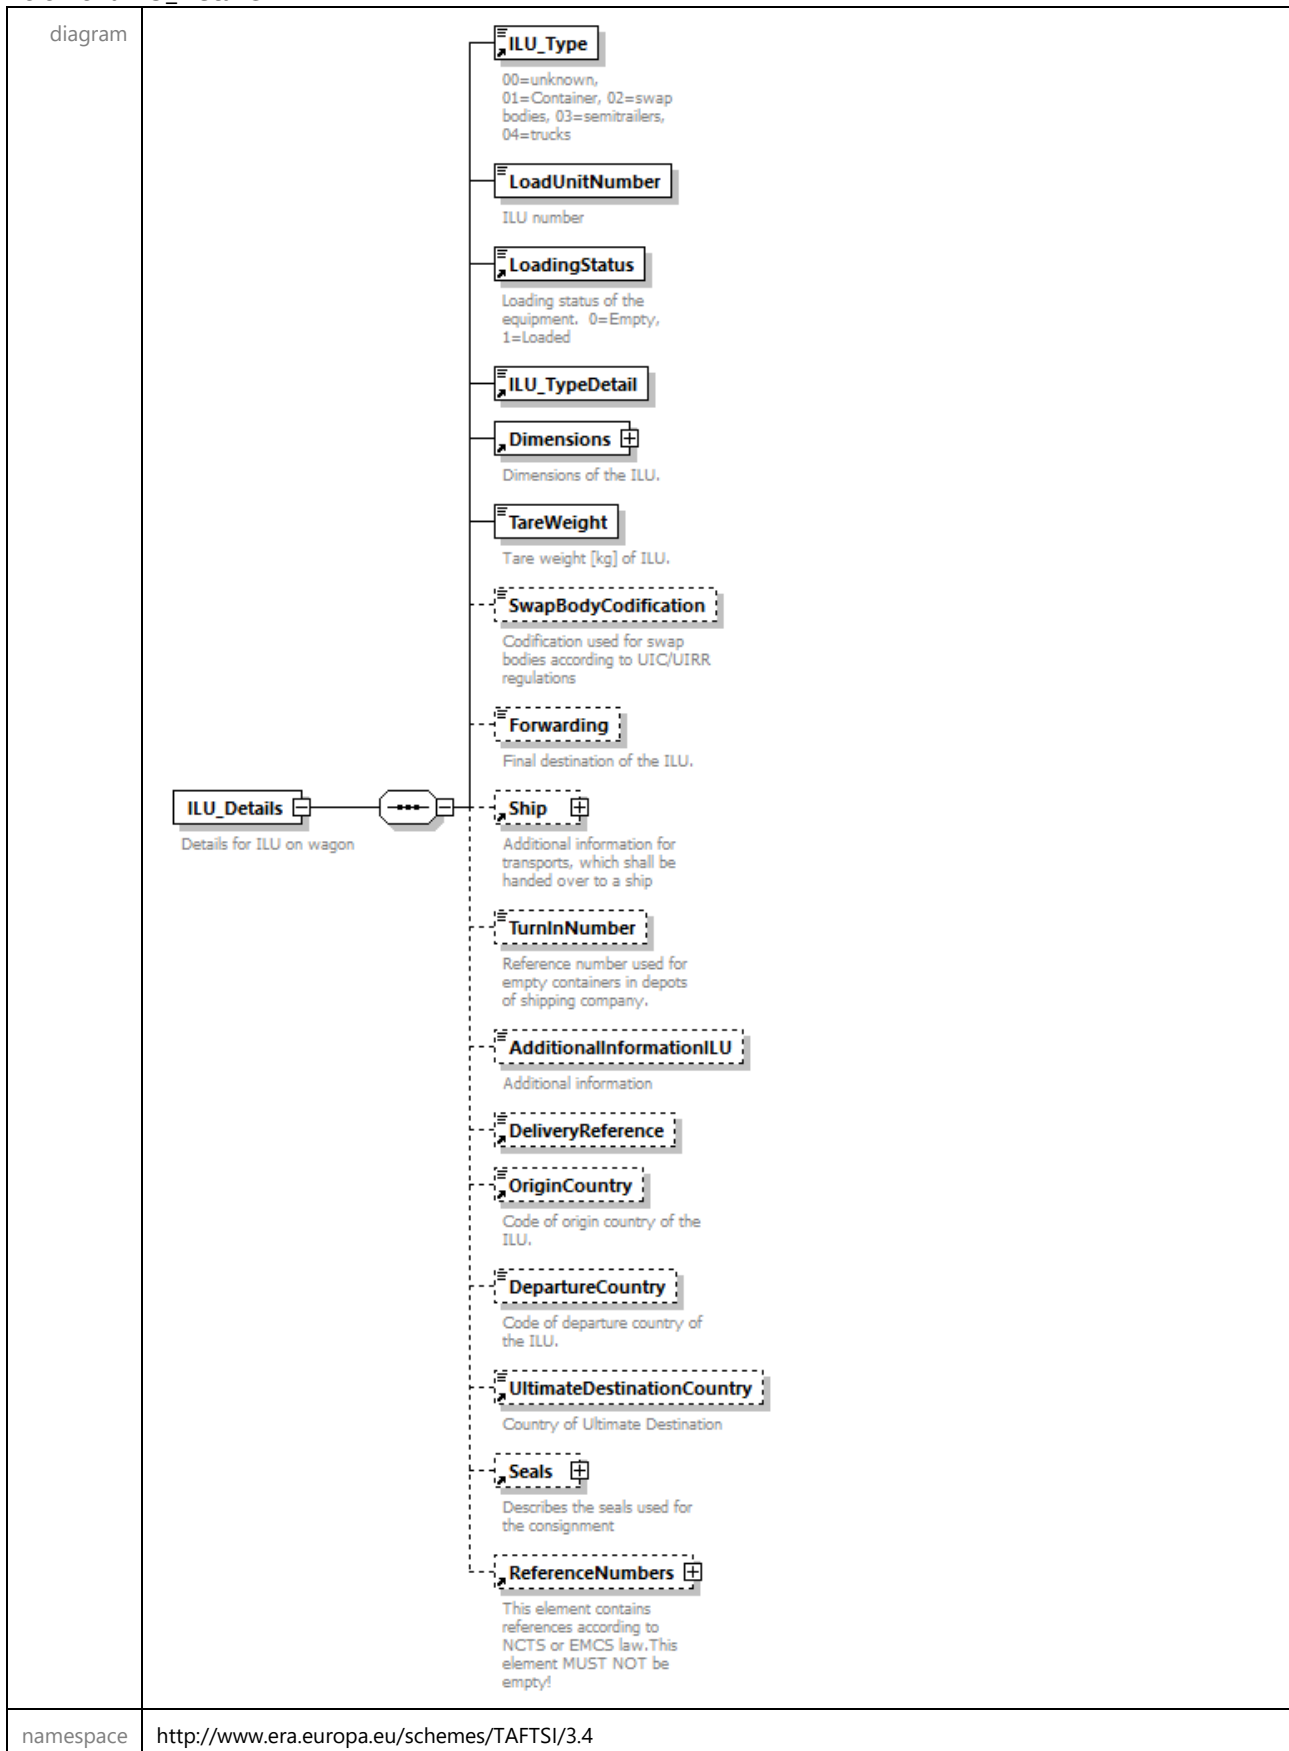 diagram
ILU_Type
00=unknown,
01=Container, 02=swap
bodies, 03=semitrailers,
04=trucks
LoadUnitNumber
ILU number
LoadingStatus
Loading status of the
equipment. 0=Empty,
1=Loaded
ILU_TypeDetail
Dimensions
Dimensions of the ILU.
TareWeight
Tare weight [kg] of ILU.
SwapBodyCodification
Codification used for swap
bodies according to UIC/UIRR
regulations
Forwarding
Final destination of the ILU.
ILU_Details
Details for ILU on wagon
Ship
Additional information for
transports, which shall be
handed over to a ship
TurnInNumber
Reference number used for
empty containers in depots
of shipping company.
AdditionalInformationILU
Additional information
DeliveryReference
OriginCountry
Code of origin country of the
ILU.
DepartureCountry
Code of departure country of
the ILU.
UltimateDestinationCountry
Country of Ultimate Destination
Seals
Describes the seals used for
the consignment
ReferenceNumbers
This element contains
references according to
NCTS or EMCS law.This
element MUST NOT be
empty!
namespace http://www.era.europa.eu/schemes/TAFTSI/3.4